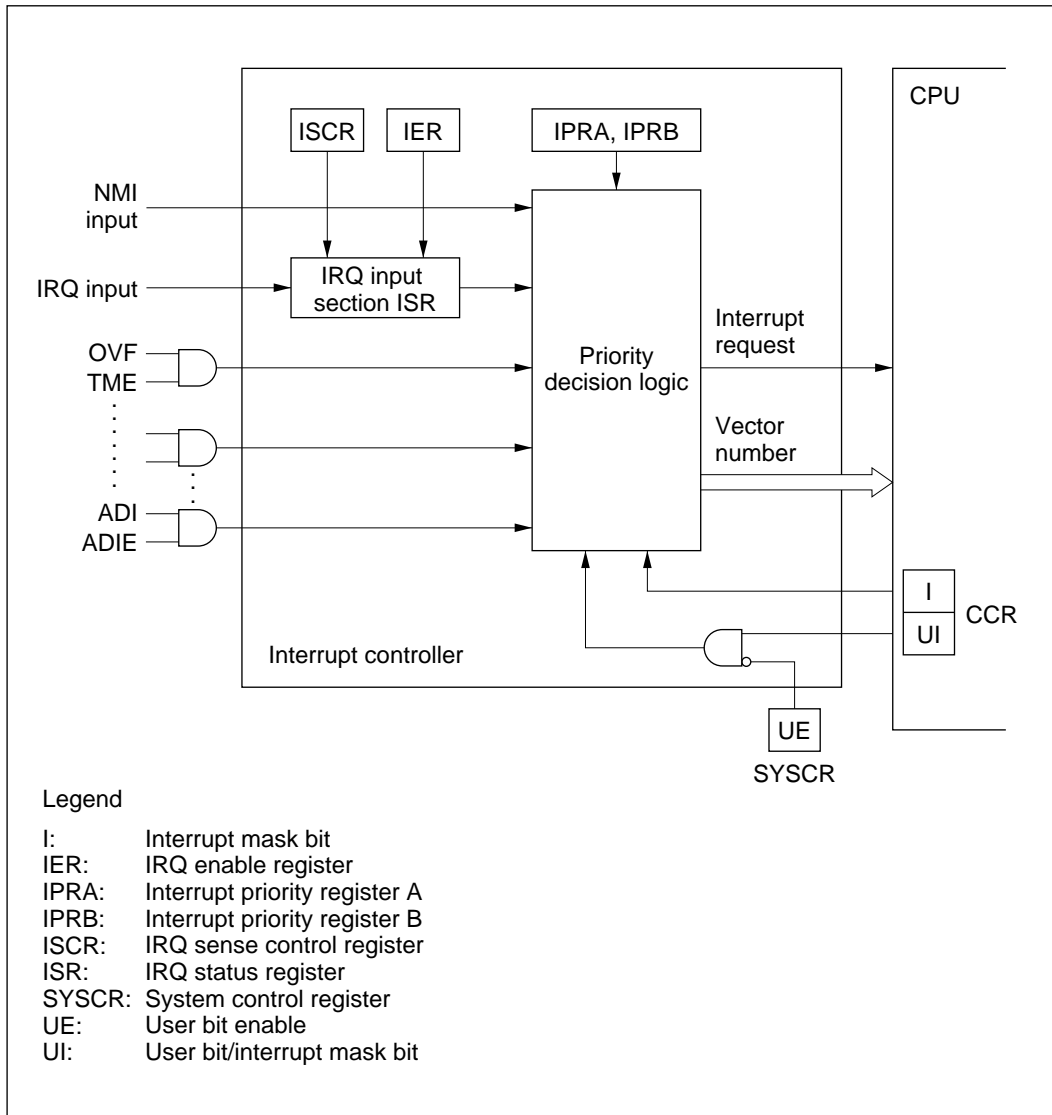 CPU
ISCR
IER
IPRA, IPRB
NMI
input
IRQ input
IRQ input
section ISR
OVF
TME
Priority
decision logic
Interrupt
request
Vector
number
ADI
ADIE
I
UI
CCR
Interrupt controller
UE
SYSCR
Legend
I: Interrupt mask bit
IER: IRQ enable register
IPRA: Interrupt priority register A
IPRB: Interrupt priority register B
ISCR: IRQ sense control register
ISR: IRQ status register
SYSCR: System control register
UE: User bit enable
UI: User bit/interrupt mask bit